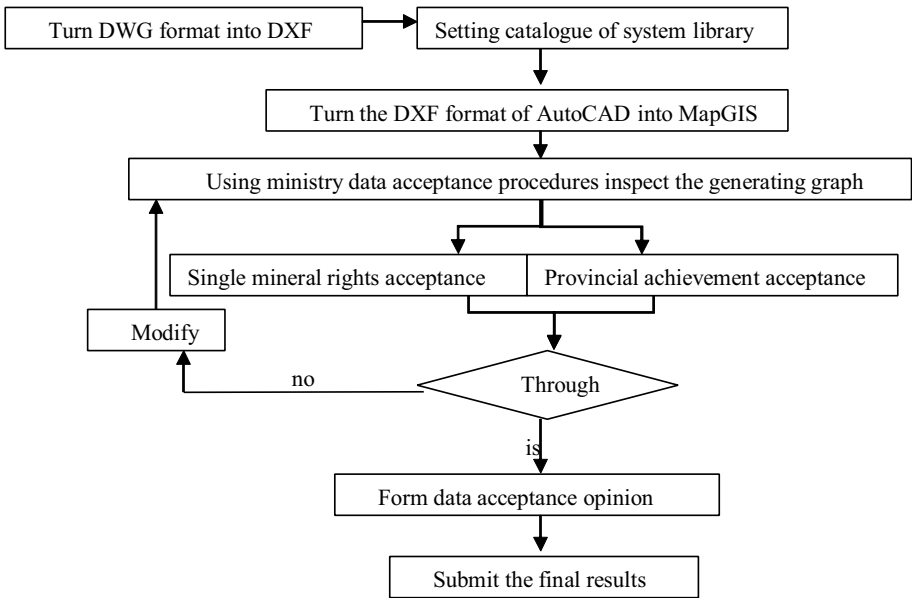 Turn DWG format into DXF
Setting catalogue of system library
Turn the DXF format of AutoCAD into MapGIS
Using ministry data acceptance procedures inspect the generating graph
Single mineral rights acceptance
Provincial achievement acceptance
Modify
no
Through
is
Form data acceptance opinion
Submit the final results